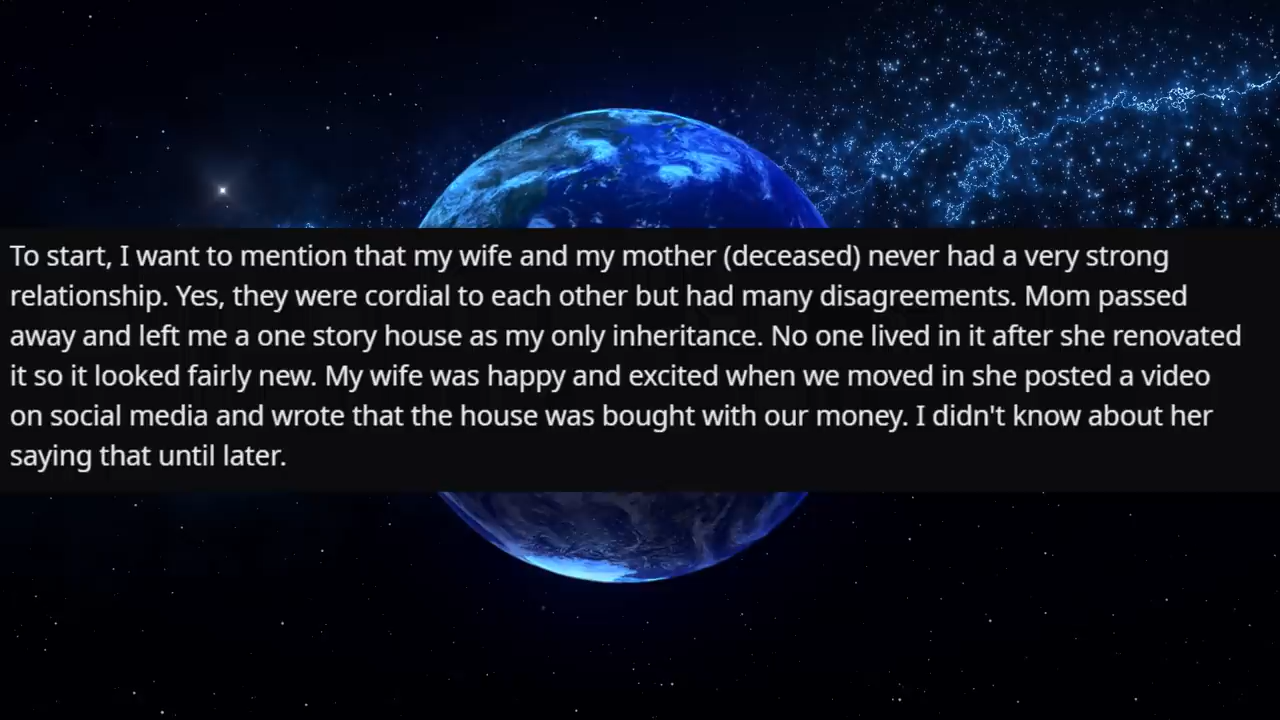 To start, I want to mention that my wife and my mother (deceased) never had a very strong
relationship. Yes, they were cordial to each other but had many disagreements. Mom passed
away and left me a one story house as my only inheritance. No one lived in it after she renovated
it so it looked fairly new. My wife was happy and excited when we moved in she posted a video
on social media and wrote that the house was bought with our money. I didn't know about her
saying that until later.